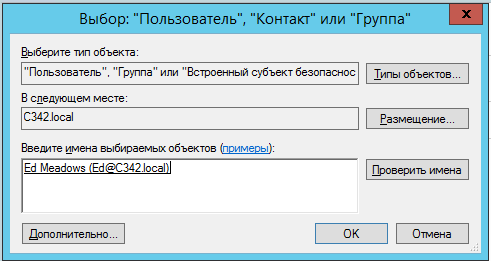 Выбор: "Пользователь", "Контакт" или "Группа"
x
Выберите тип объекта:
"Пользователь", "Группа" или "Встроенный субъект безопаснос
Типы объектов...
В следующем месте:
C342.local
Размещение...
Введите имена выбираемых объектов (примеры):
Ed Meadows (Ed@C342.local)
Проверить имена
Дополнительно...
OK
Отмена